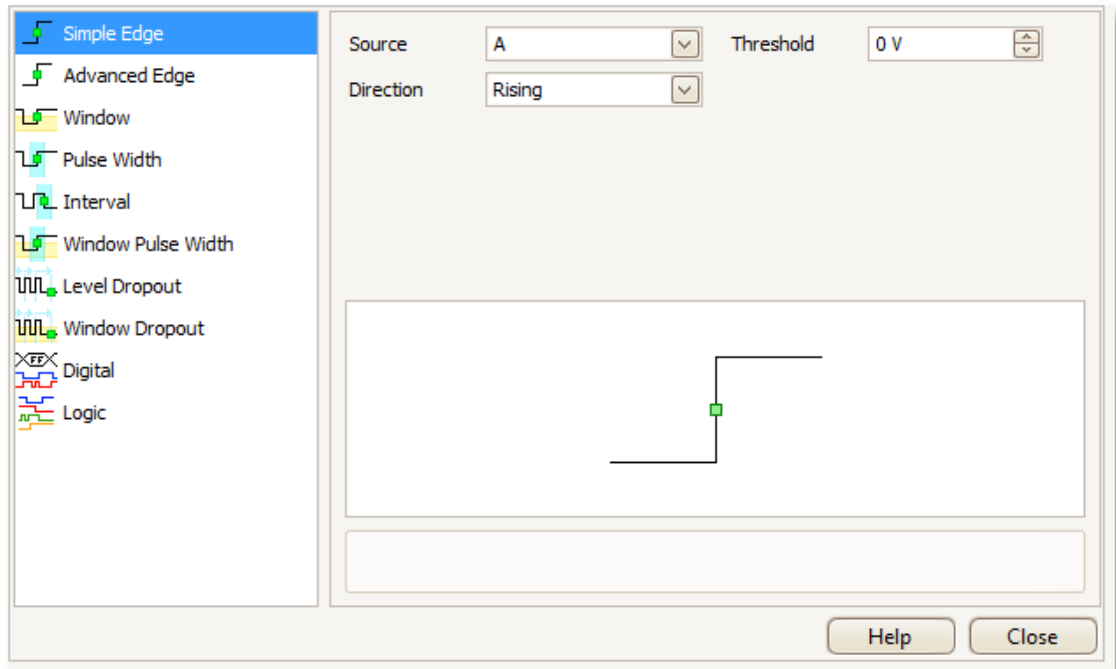 Simple Edge
Advanced Edge
Window
Pulse Width
Interval
Window Pulse Width
Level Dropout
Window Dropout
FF
Digital
Logic
Source A Threshold 0 V
Direction Rising
Help Close